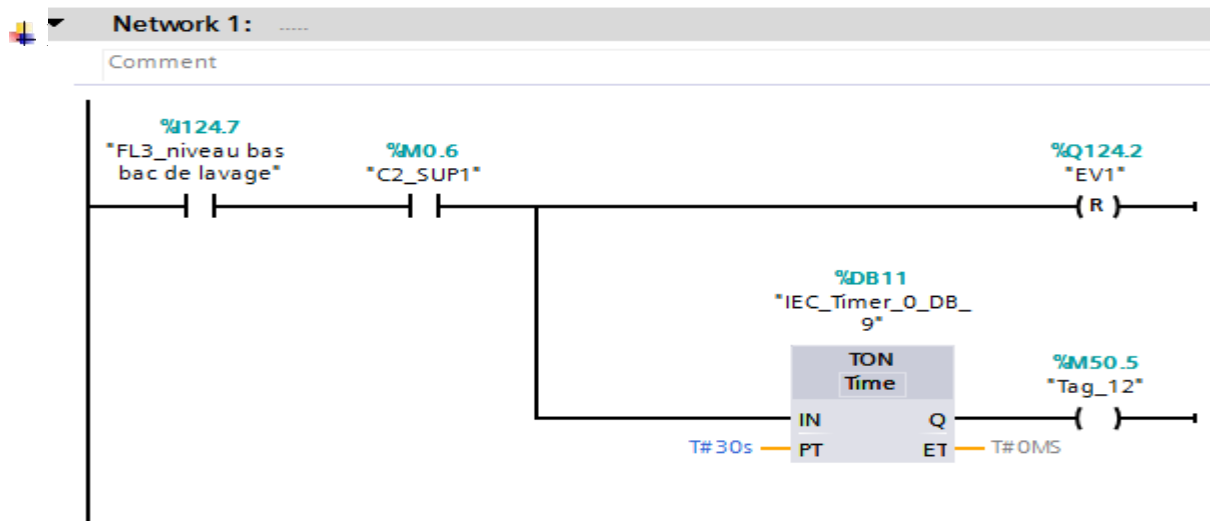 Network 1: .....
Comment
%I124.7
"FL3_niveau bas
bac de lavage"
%M0.6
"C2_SUP1"
%Q124.2
"EV1"
R
%DB11
"IEC_Timer_0_DB_
9"
TON
Time
%M50.5
"Tag_12"
IN Q
T#30s PT ET T#0MS